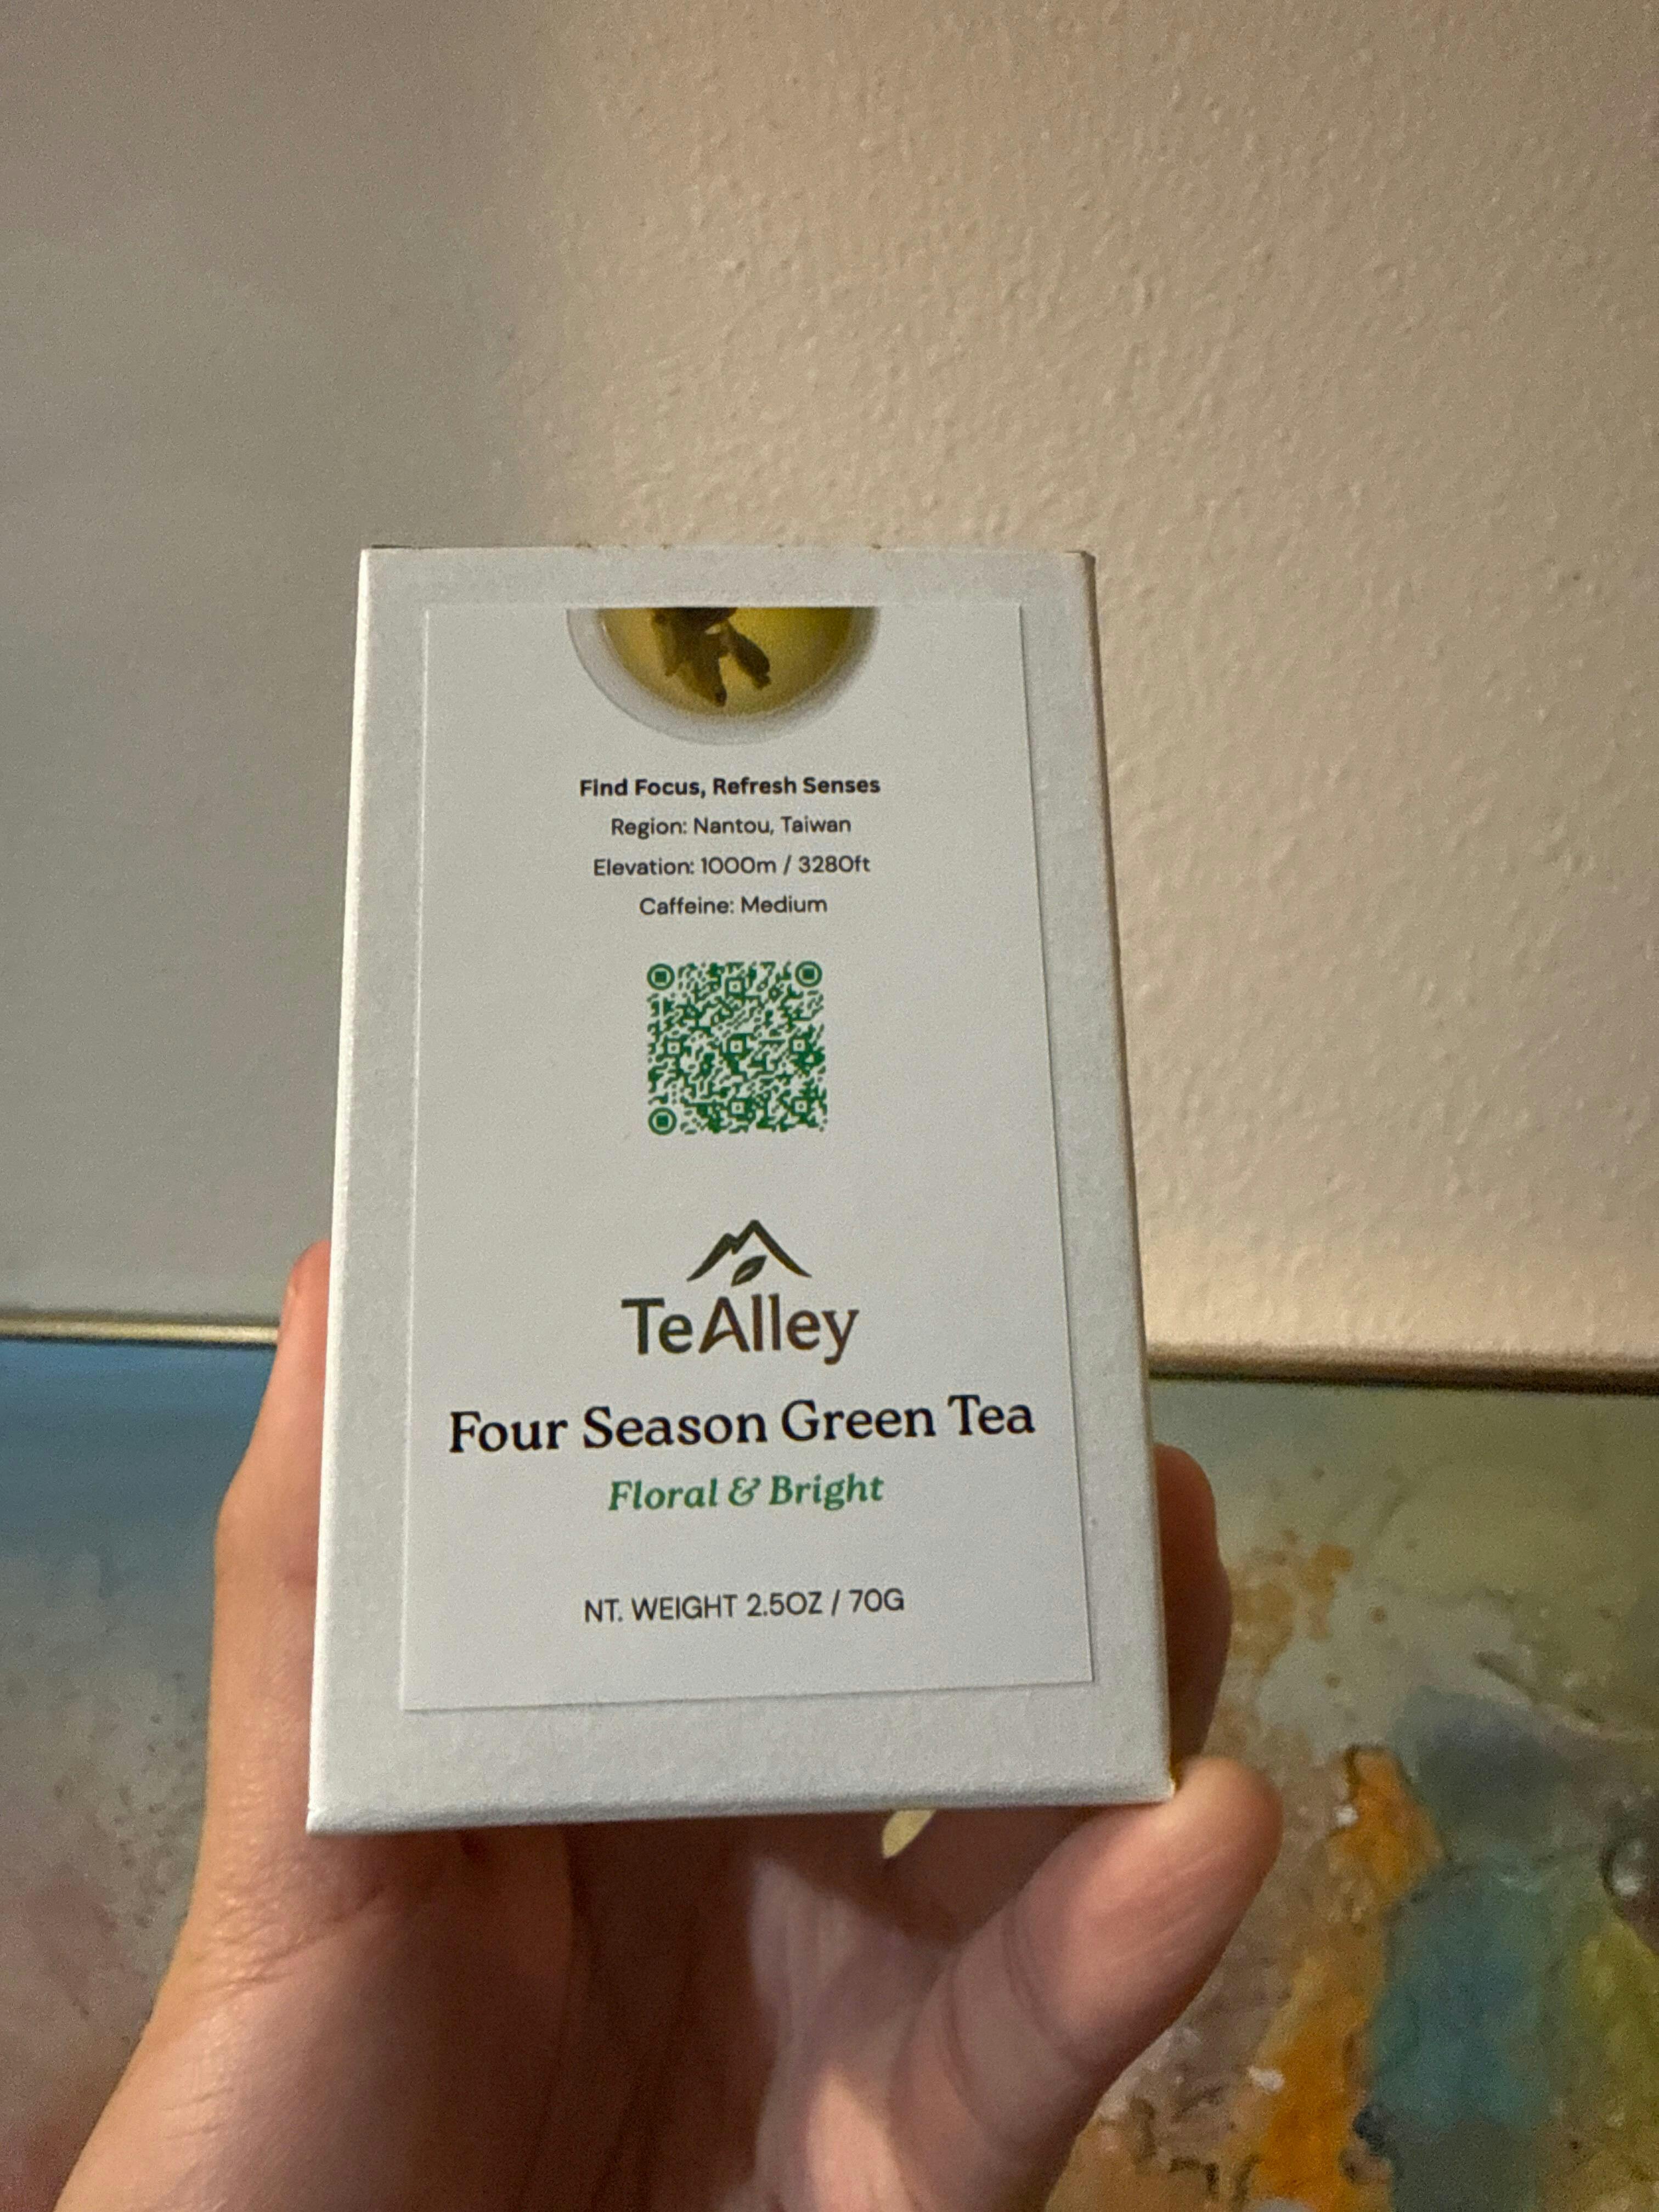 Find Focus, Refresh Senses
Region: Nantou, Taiwan
Elevation: 1000m / 3280ft
Caffeine: Medium
TeAlley
Four Season Green Tea
Floral & Bright
NT. WEIGHT 2.5OZ / 70G